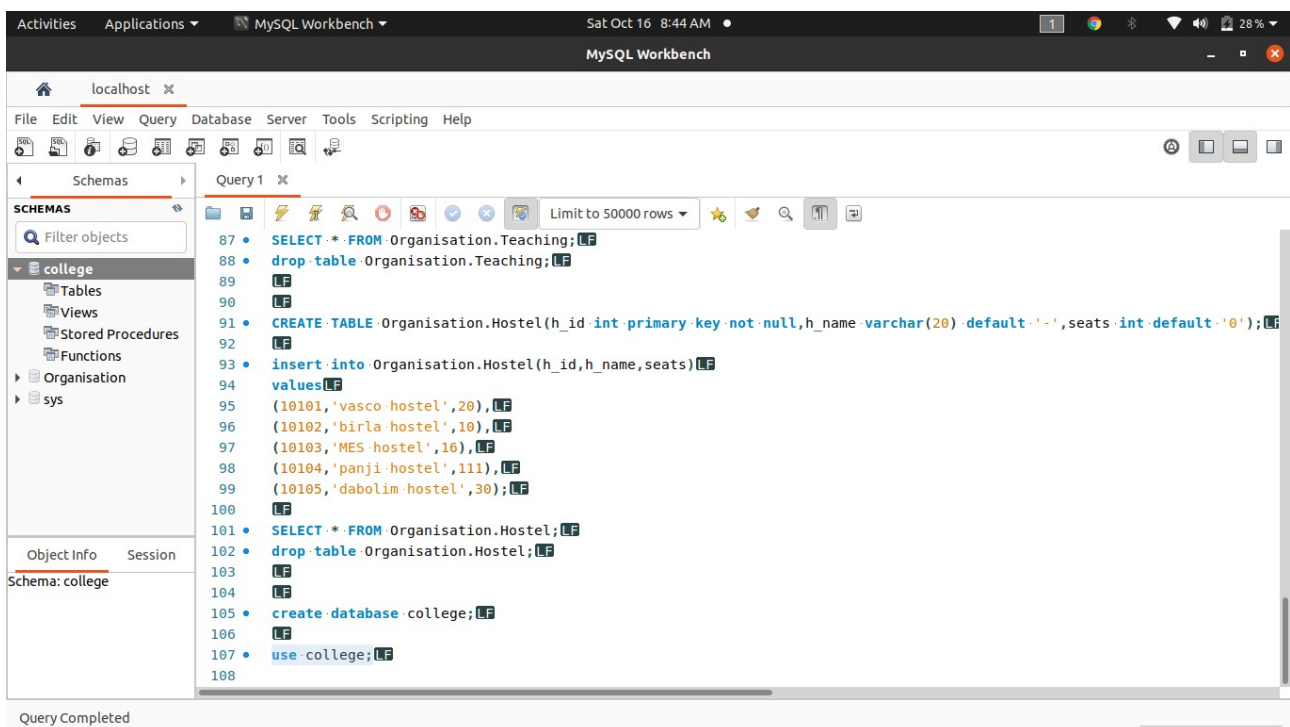 Activities Applications MySQL Workbench Sat Oct 16 8:44 AM 1 28%
MySQL Workbench
localhost
File Edit View Query Database Server Tools Scripting Help
Schemas Query 1
SCHEMAS
Limit to 50000 rows
Filter objects
college
Tables
Views
Stored Procedures
Functions
Organisation
sys
87 SELECT * FROM Organisation.Teaching;LF
88 drop table Organisation.Teaching;LF
89 LF
90 LF
91 CREATE TABLE Organisation.Hostel(h_id int primary key not null,h_name varchar(20) default '-',seats int default '0');LF
92 LF
93 insert into Organisation.Hostel(h_id,h_name,seats)LF
94 valuesLF
95 (10101,'vasco hostel',20),LF
96 (10102,'birla hostel',10),LF
97 (10103,'MES hostel',16),LF
98 (10104,'panji hostel',111),LF
99 (10105,'dabolim hostel',30);LF
100 LF
101 SELECT * FROM Organisation.Hostel;LF
102 drop table Organisation.Hostel;LF
103 LF
104 LF
105 create database college;LF
106 LF
107 use college;LF
108
Object Info Session
Schema: college
Query Completed